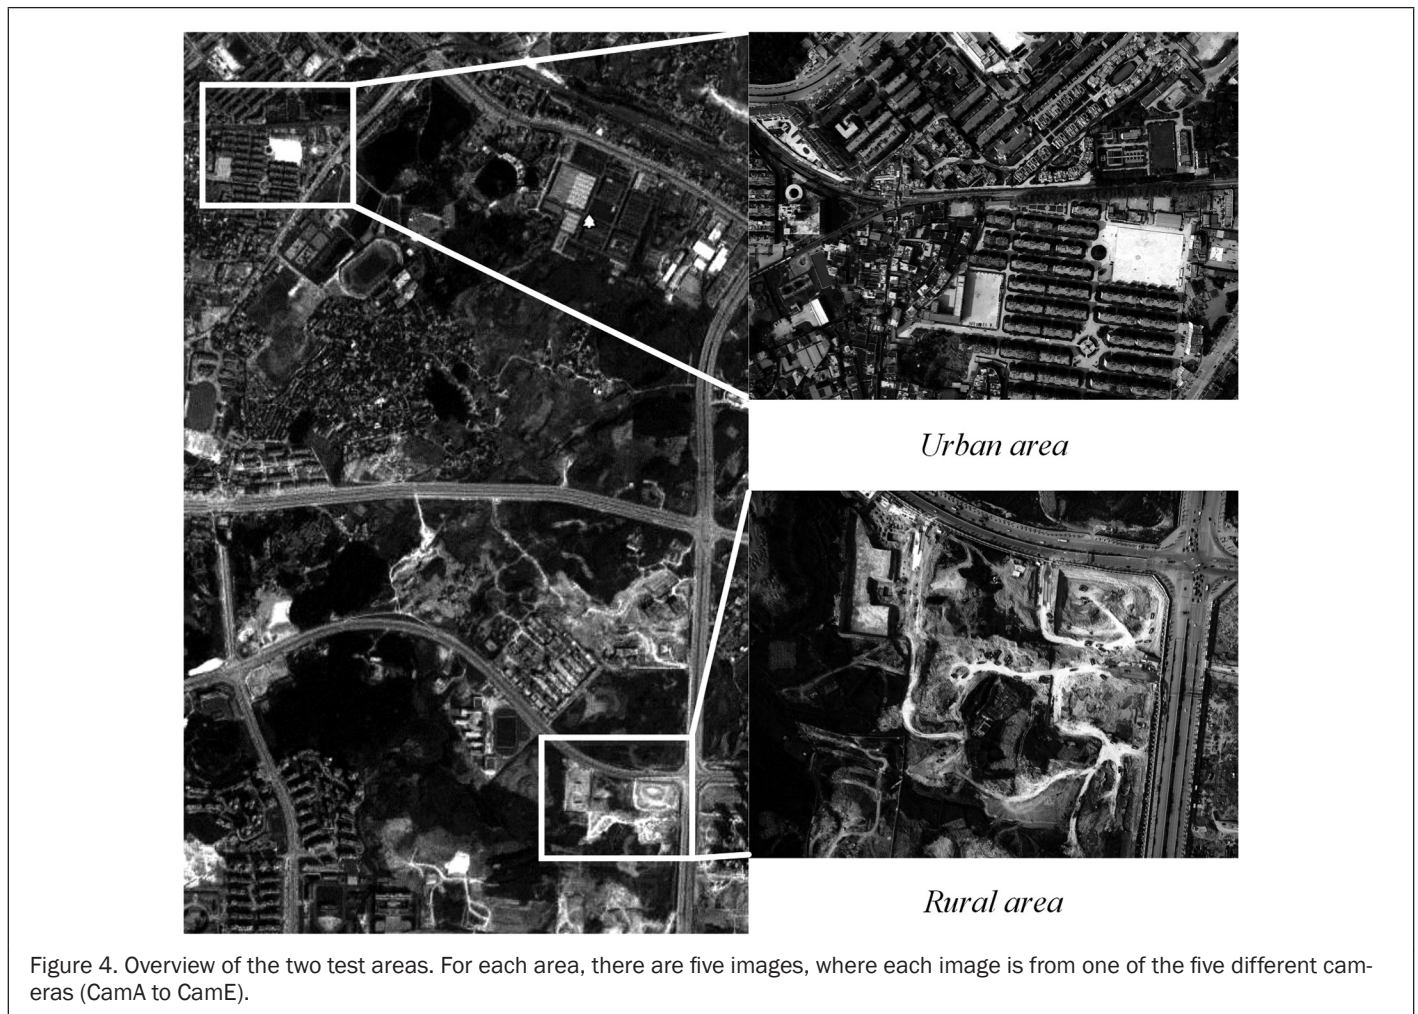 Urban area
Rural area
Figure 4. Overview of the two test areas. For each area, there are five images, where each image is from one of the five different cam-
eras (CamA to CamE).